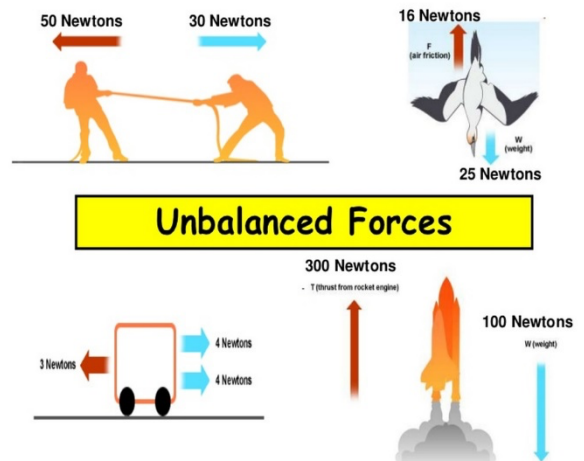 50 Newtons
30 Newtons
16 Newtons
F
(air friction)
W
(weight)
25 Newtons
Unbalanced Forces
3 Newtons
4 Newtons
4 Newtons
300 Newtons
- T (thrust from rocket engine)
100 Newtons
W (weight)